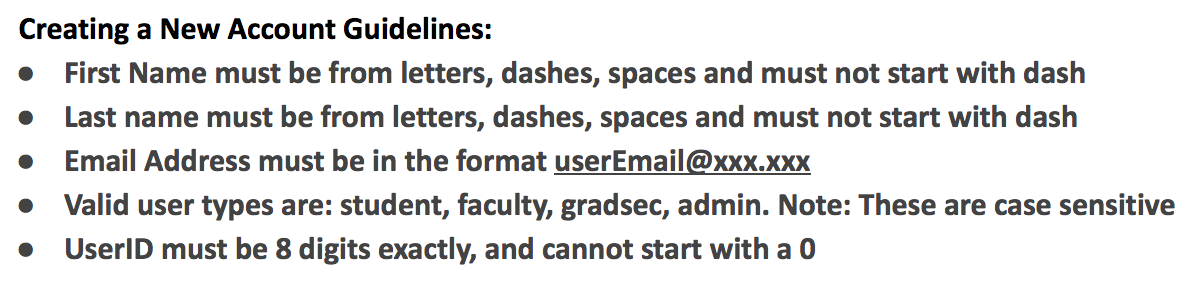 Creating a New Account Guidelines:
● First Name must be from letters, dashes, spaces and must not start with dash
● Last name must be from letters, dashes, spaces and must not start with dash
● Email Address must be in the format userEmail@xxx.xxx
● Valid user types are: student, faculty, gradsec, admin. Note: These are case sensitive
● UserID must be 8 digits exactly, and cannot start with a 0